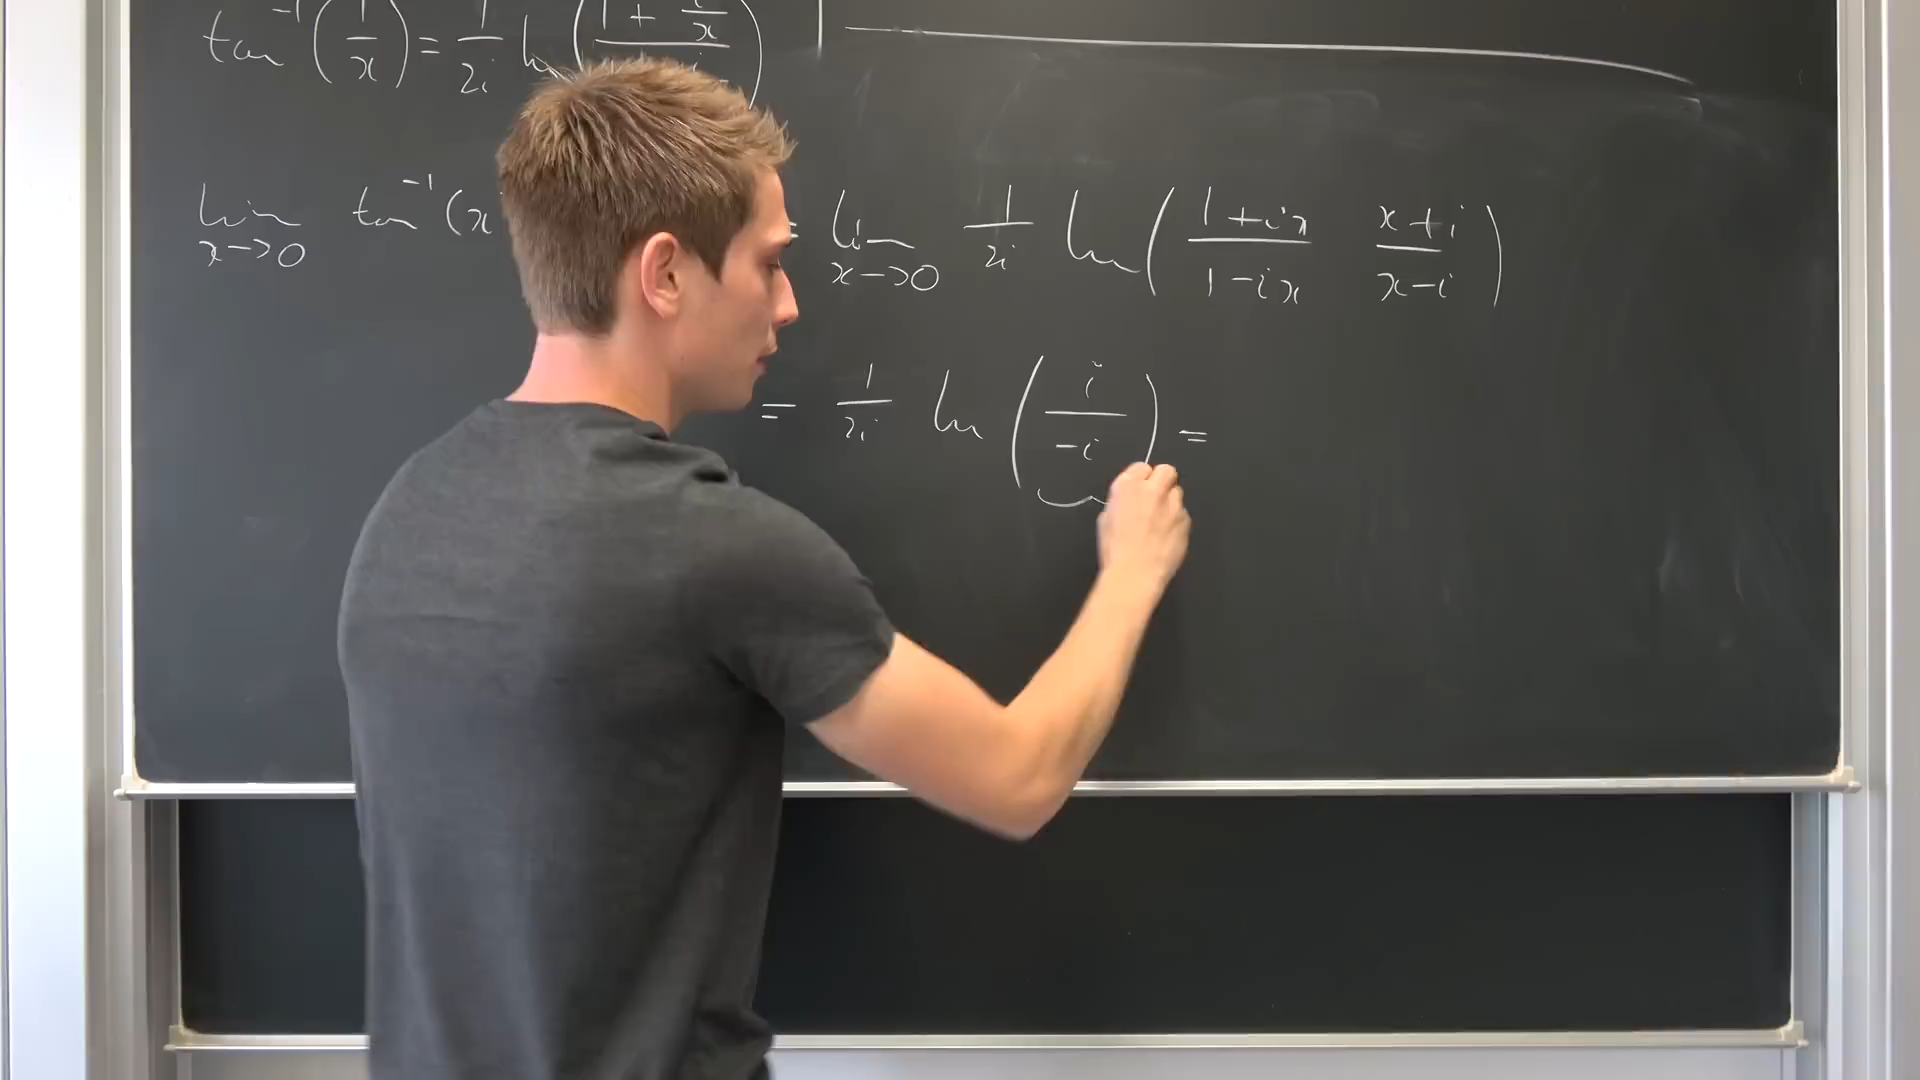 tan⁻¹(1/x) = 1/2i ln(1 + i/x
lim x->0 tan⁻¹(x = lim x->0 1/2i ln(1+ix/1-ix x+i/x-i)
= 1/2i ln(i/-i) =